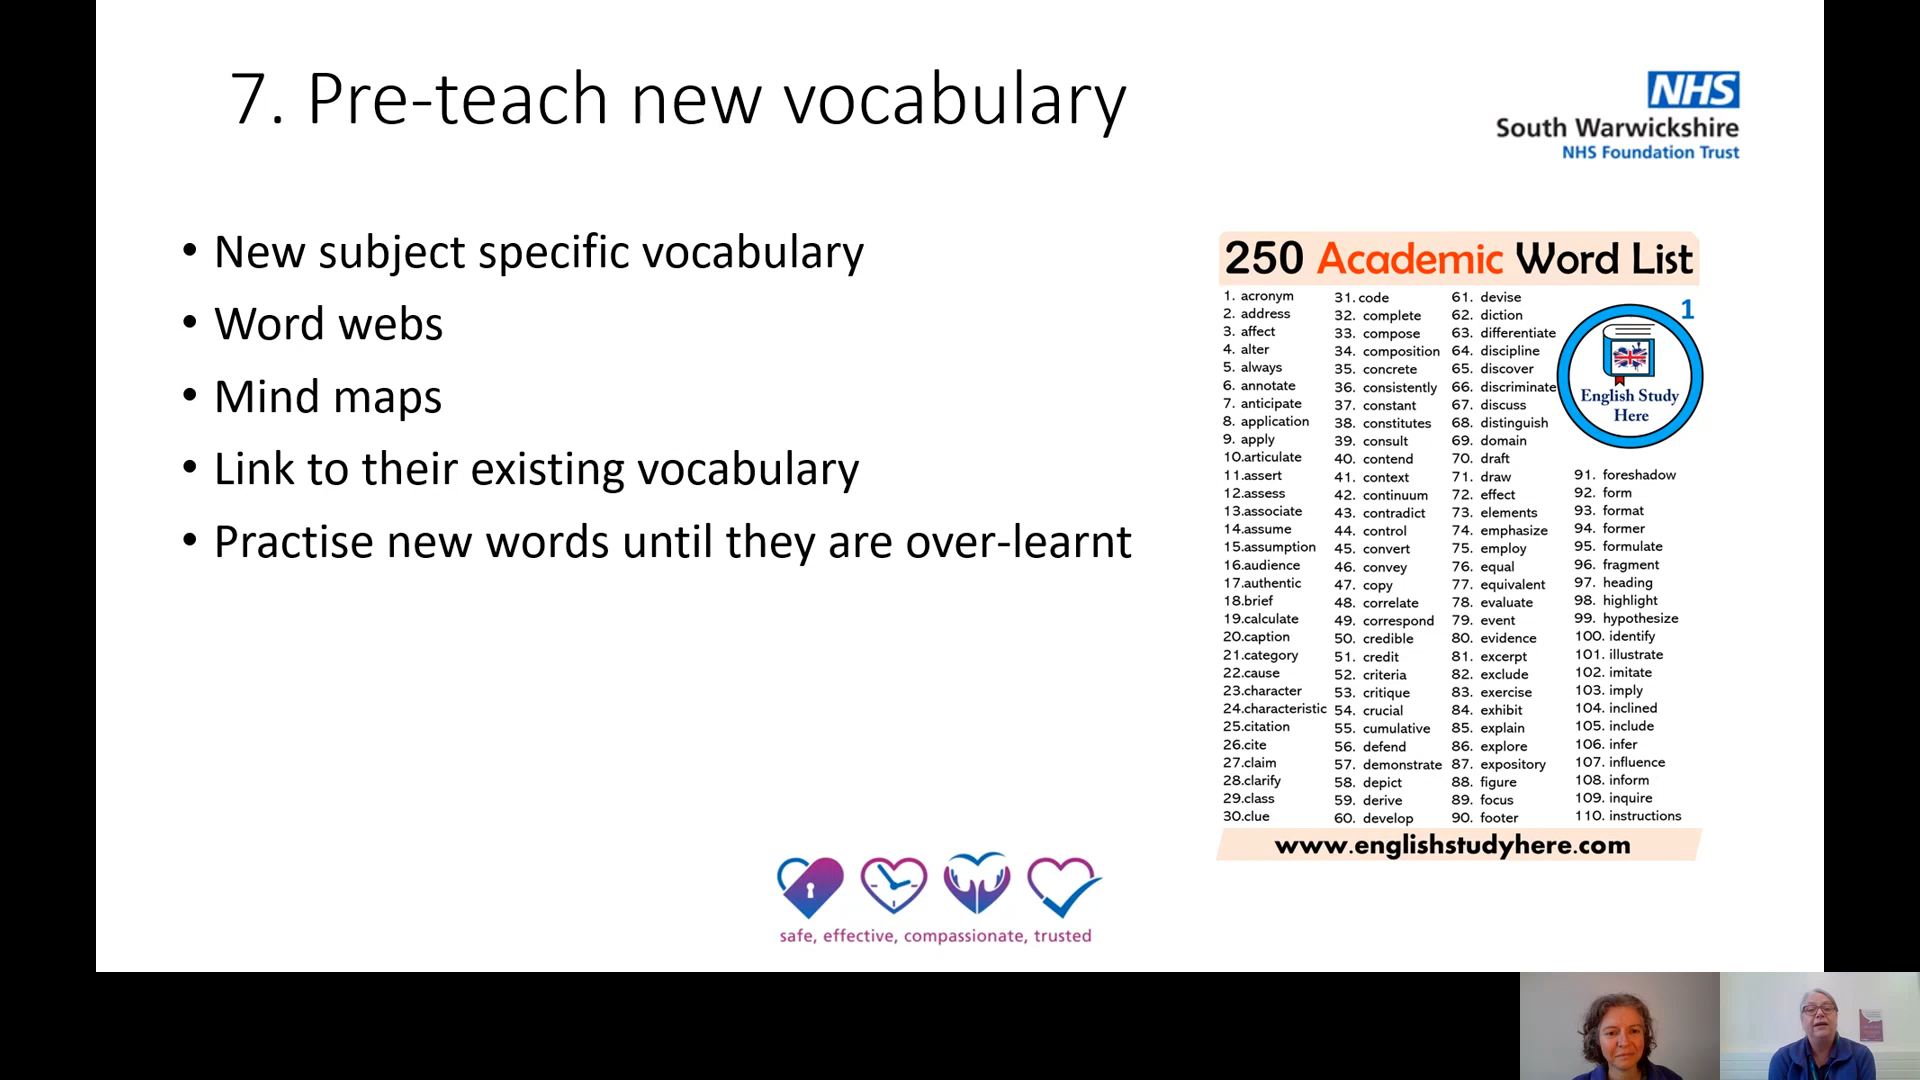 7. Pre-teach new vocabulary
NHS
South Warwickshire
NHS Foundation Trust
• New subject specific vocabulary
• Word webs
• Mind maps
• Link to their existing vocabulary
• Practise new words until they are over-learnt
250 Academic Word List
1
English Study
Here
1. acronym
2. address
3. affect
4. alter
5. always
6. annotate
7. anticipate
8. application
9. apply
10.articulate
11.assert
12.assess
13.associate
14.assume
15.assumption
16.audience
17.authentic
18.brief
19.calculate
20.caption
21.category
22.cause
23.character
24.characteristic
25.citation
26.cite
27.claim
28.clarify
29.class
30.clue
31. code
32. complete
33. compose
34. composition
35. concrete
36. consistently
37. constant
38. constitutes
39. consult
40. contend
41. context
42. continuum
43. contradict
44. control
45. convert
46. convey
47. copy
48. correlate
49. correspond
50. credible
51. credit
52. criteria
53. critique
54. crucial
55. cumulative
56. defend
57. demonstrate
58. depict
59. derive
60. develop
61. devise
62. diction
63. differentiate
64. discipline
65. discover
66. discriminate
67. discuss
68. distinguish
69. domain
70. draft
71. draw
72. effect
73. elements
74. emphasize
75. employ
76. equal
77. equivalent
78. evaluate
79. event
80. evidence
81. excerpt
82. exclude
83. exercise
84. exhibit
85. explain
86. explore
87. expository
88. figure
89. focus
90. footer
91. foreshadow
92. form
93. format
94. former
95. formulate
96. fragment
97. heading
98. highlight
99. hypothesize
100. identify
101. illustrate
102. imitate
103. imply
104. inclined
105. include
106. infer
107. influence
108. inform
109. inquire
110. instructions
www.englishstudyhere.com
safe, effective, compassionate, trusted